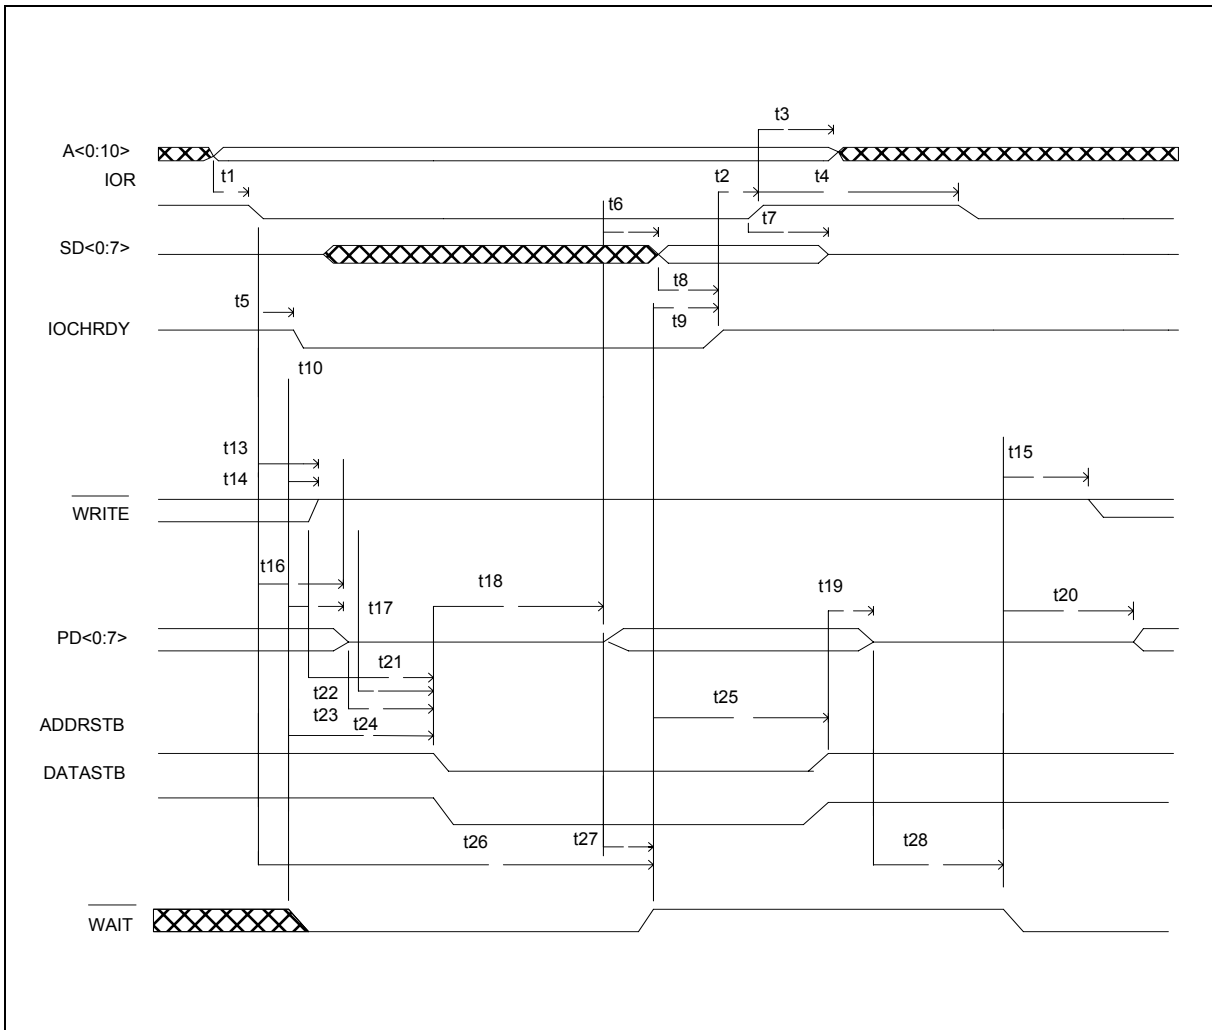 t3
A<0:10>
t1
t2
t4
IOR
t6
t7
SD<0:7>
t8
t5
t9
IOCHRDY
t10
t13
t15
t14
WRITE
t16
t18
t19
t20
t17
PD<0:7>
t21
t22
t23
t24
t25
ADDRSTB
DATASTB
t26
t27
t28
WAIT